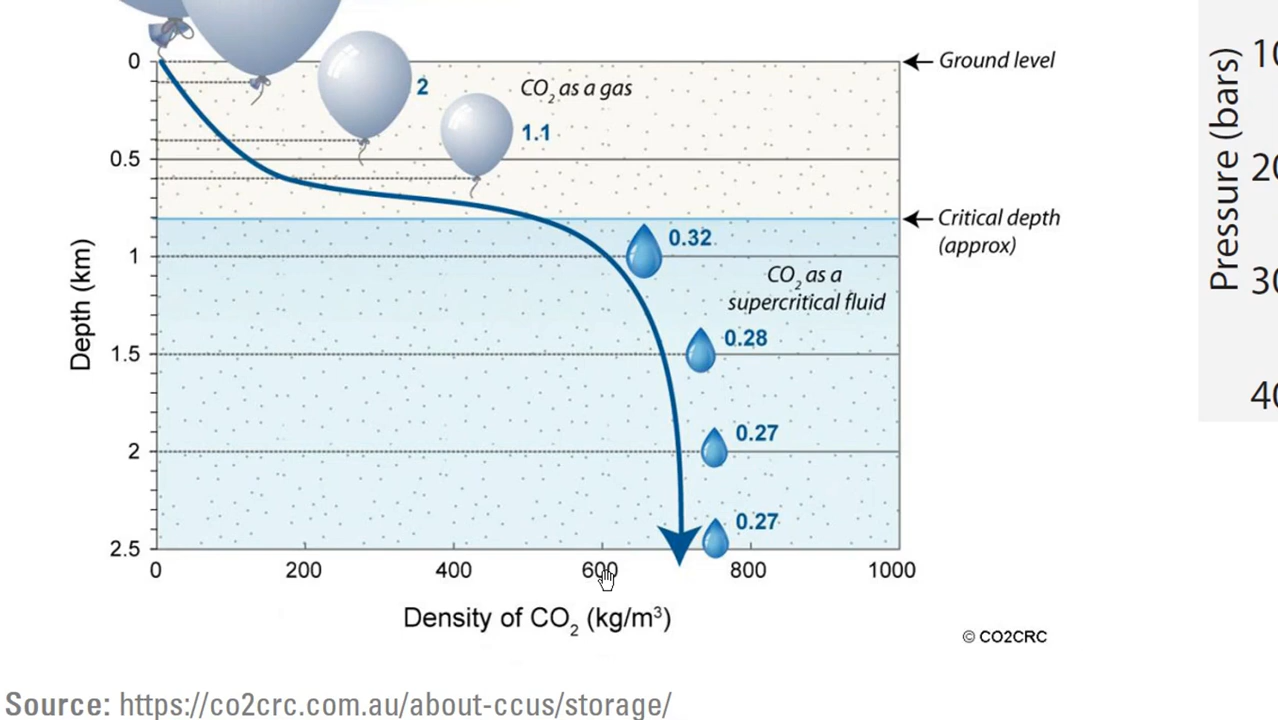 0
Ground level
2
CO2 as a gas
1.1
0.5
Critical depth
(approx)
0.32
1
CO2 as a
supercritical fluid
0.28
1.5
0.27
2
0.27
2.5
Depth (km)
0 200 400 600 800 1000
Density of CO2 (kg/m³)
© CO2CRC
Source: https://co2crc.com.au/about-ccus/storage/
Pressure (bars)